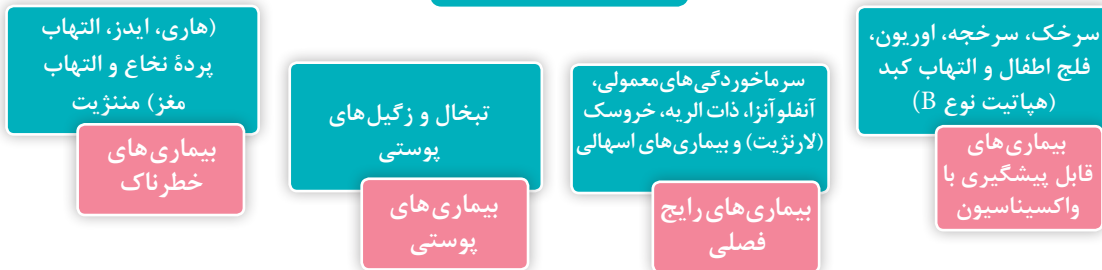 سرخک، سرخجه، اوریون،
فلج اطفال و التهاب کبد
(هپاتیت نوع B)
بیماری‌های
قابل پیشگیری با
واکسیناسیون
سرماخوردگی‌های‌معمولی،
آنفلوآنزا، ذات الریه، خروسک
(لارنژیت) و بیماری‌های اسهالی
بیماری‌های رایج
فصلی
تبخال و زگیل‌های
پوستی
بیماری‌های
پوستی
(هاری، ایدز، التهاب
پردۀ نخاع و التهاب
مغز) مننژیت
بیماری‌های
خطرناک